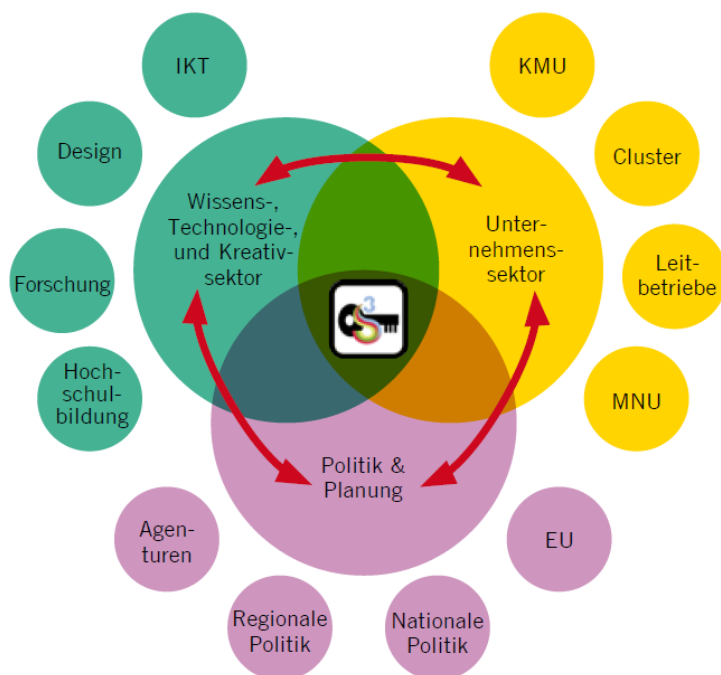 IKT
Design
Forschung
Hoch-
schul-
bildung
Wissens-,
Technologie-,
und Kreativ-
sektor
KMU
Cluster
Leit-
betriebe
MNU
Unter-
nehmens-
sektor
3
Politik &
Planung
Agen-
turen
Regionale
Politik
Nationale
Politik
EU